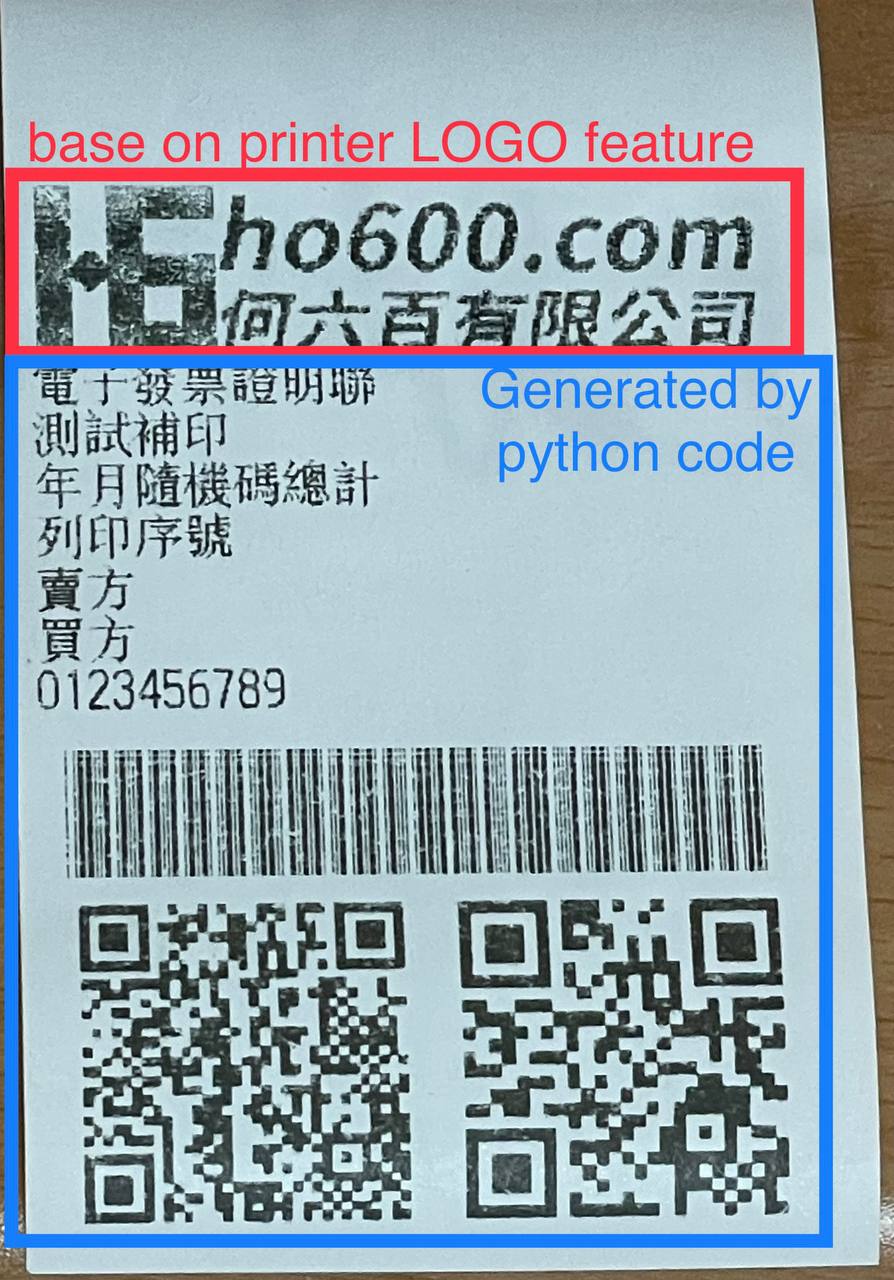 base on printer LOGO feature
ho600.com
何六百有限公司
電子發票證明聯
Generated by
python code
測試補印
年月隨機碼總計
列印序號
賣方
買方
0123456789